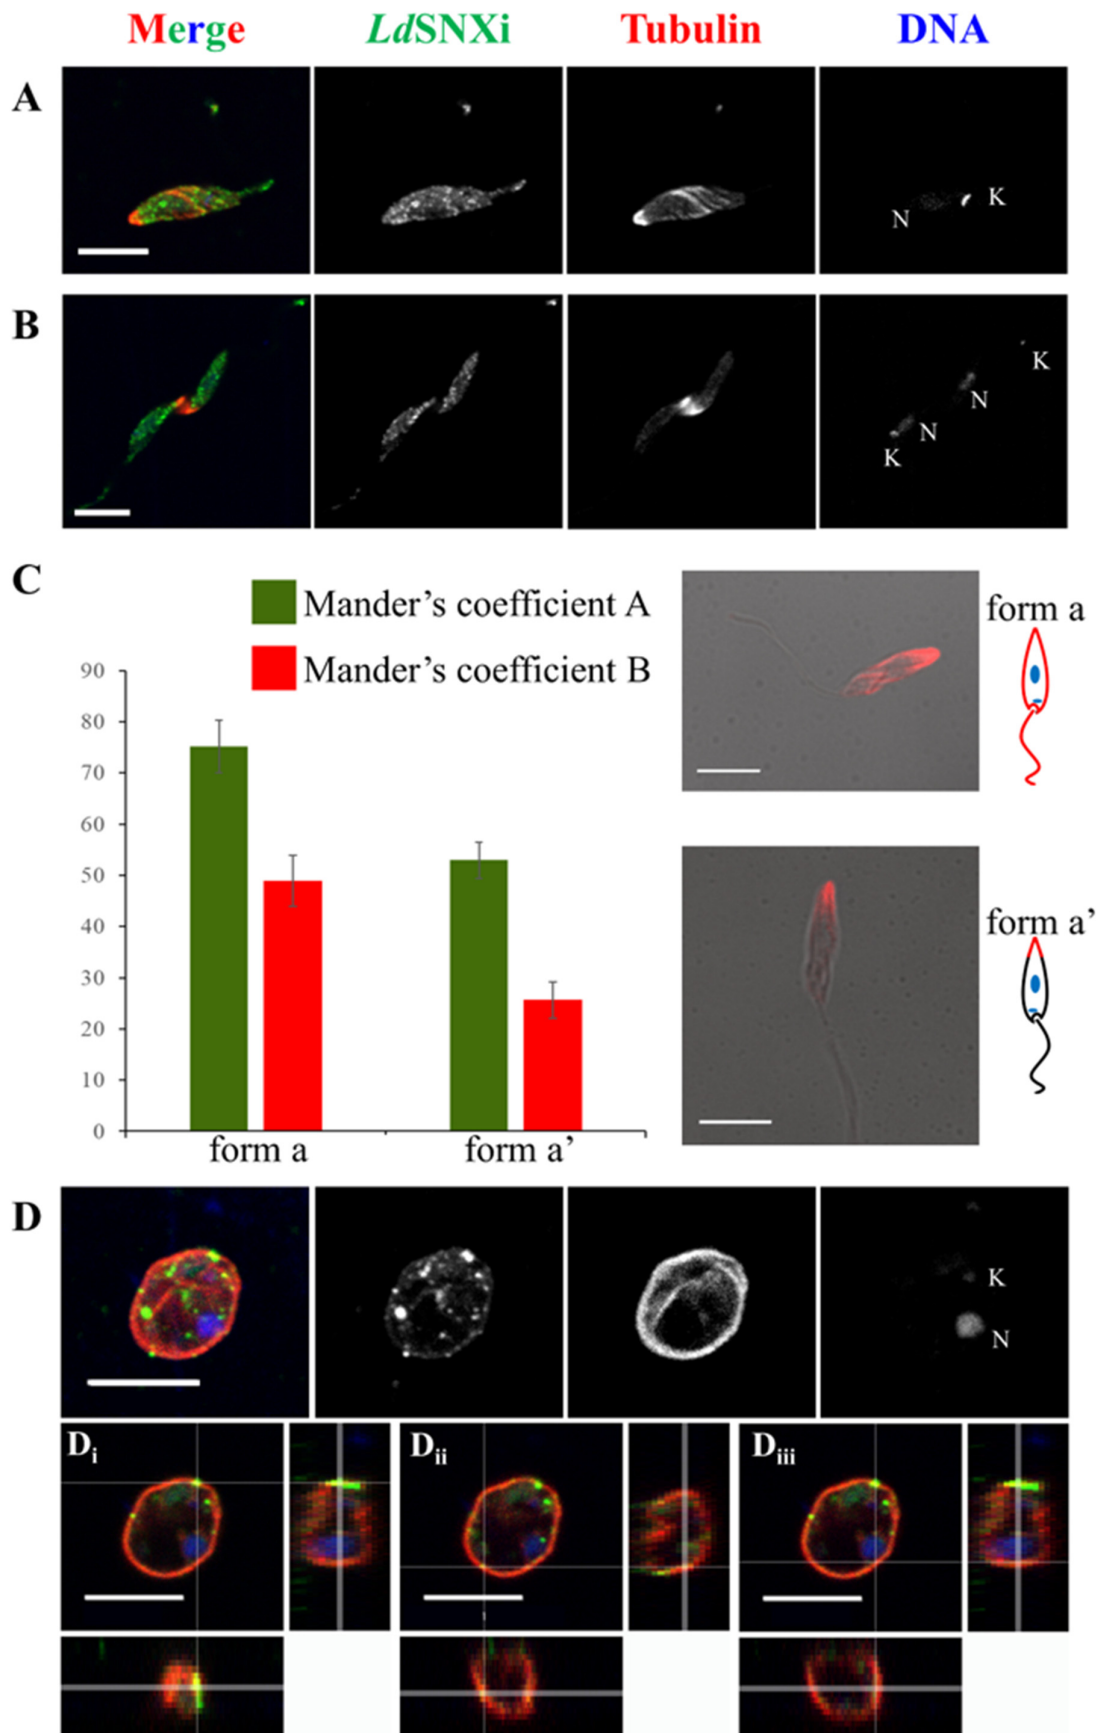 Merge LdSNXi Tubulin DNA
A
N K
B
K
N
N
K
C
Mander’s coefficient A
Mander’s coefficient B
90
80
70
60
50
40
30
20
10
0
form a form a’
form a
form a’
D
K
N
Di Dii Diii